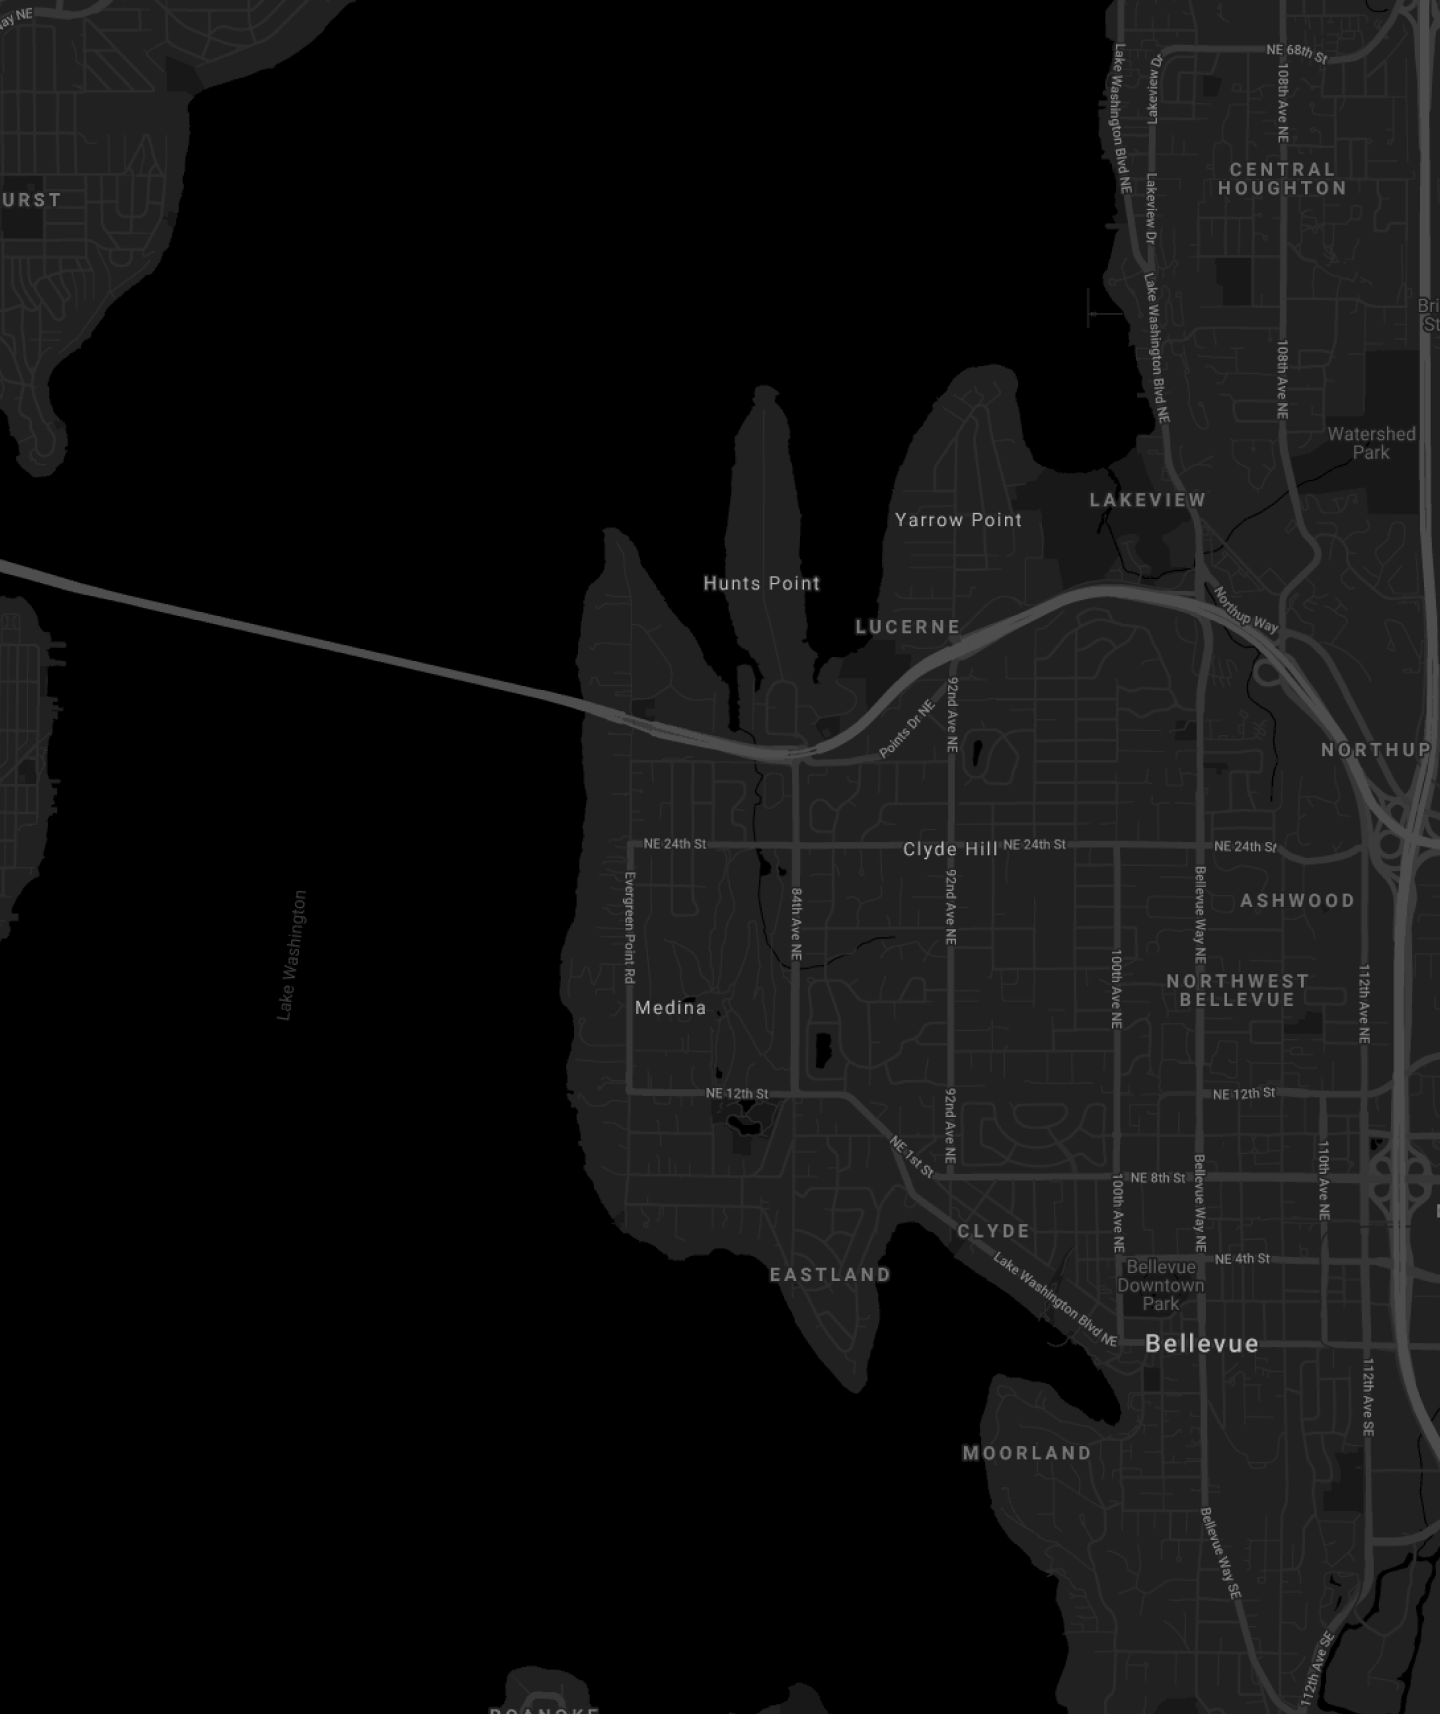 ay NE
NE 68th St
Lake Washington Blvd NE
Lakeview Dr
108th Ave NE
CENTRAL
HOUGHTON
URST
Lakeview Dr
Lake Washington Blvd NE
Bri
St
108th Ave NE
Watershed
Park
LAKEVIEW
Yarrow Point
Hunts Point
LUCERNE
Northup Way
92nd Ave NE
Points Dr NE
NORTHUP
NE 24th St
Clyde Hill
NE 24th St
NE 24th St
Evergreen Point Rd
84th Ave NE
92nd Ave NE
Bellevue Way NE
ASHWOOD
Lake Washington
100th Ave NE
NORTHWEST
BELLEVUE
112th Ave NE
Medina
NE 12th St
NE 12th St
92nd Ave NE
NE 1st St
NE 8th St
110th Ave NE
100th Ave NE
Bellevue Way NE
CLYDE
NE 4th St
EASTLAND
Lake Washington Blvd NE
Bellevue
Downtown
Park
Bellevue
112th Ave SE
MOORLAND
Bellevue Way SE
112th Ave SE
ROANOKE